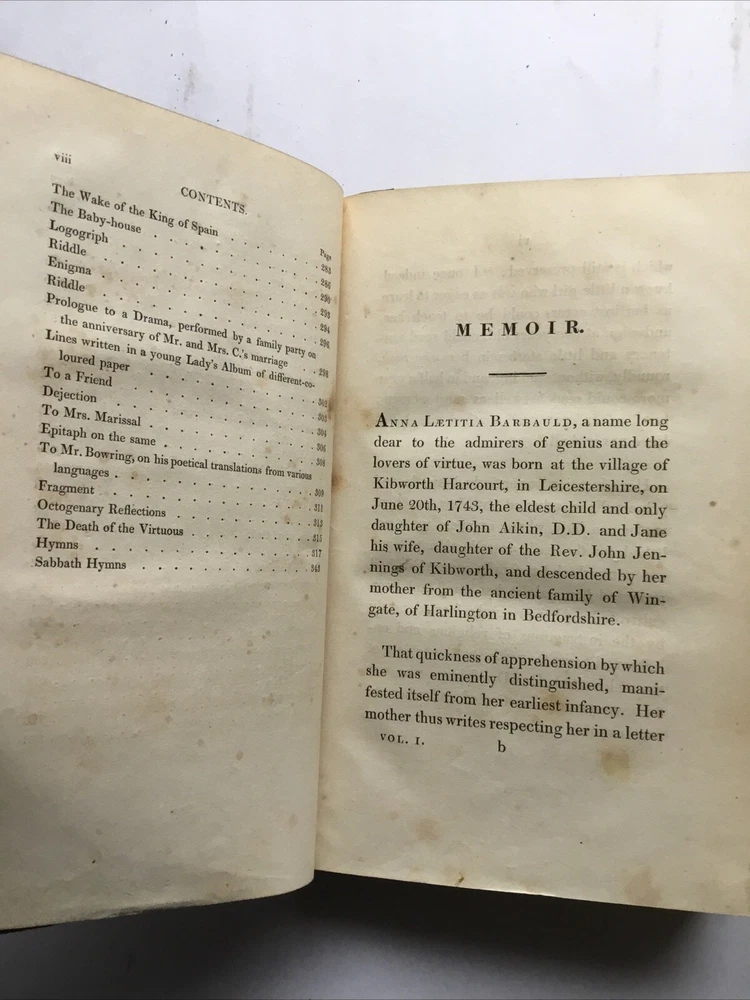 viii
CONTENTS.
Page
The Wake of the King of Spain . . . . . . 283
The Baby-house . . . . . . . . . 286
Logogriph . . . . . . . . . . 290
Riddle . . . . . . . . . . 293
Enigma . . . . . . . . . . 294
Riddle . . . . . . . . . . 296
Prologue to a Drama, performed by a family party on
the anniversary of Mr. and Mrs. C.'s marriage . . 298
Lines written in a young Lady's Album of different-co-
loured paper . . . . . . . . . 302
To a Friend . . . . . . . . . 303
Dejection . . . . . . . . . . 304
To Mrs. Marissal . . . . . . . . 306
Epitaph on the same . . . . . . . . 308
To Mr. Bowring, on his poetical translations from various
languages . . . . . . . . . . 309
Fragment . . . . . . . . . . 311
Octogenary Reflections . . . . . . . 313
The Death of the Virtuous . . . . . . 315
Hymns . . . . . . . . . . 317
Sabbath Hymns . . . . . . . . 343
MEMOIR.
ANNA LÆTITIA BARBAULD, a name long
dear to the admirers of genius and the
lovers of virtue, was born at the village of
Kibworth Harcourt, in Leicestershire, on
June 20th, 1743, the eldest child and only
daughter of John Aikin, D.D. and Jane
his wife, daughter of the Rev. John Jen-
nings of Kibworth, and descended by her
mother from the ancient family of Win-
gate, of Harlington in Bedfordshire.
That quickness of apprehension by which
she was eminently distinguished, mani-
fested itself from her earliest infancy. Her
mother thus writes respecting her in a letter
VOL. I. b